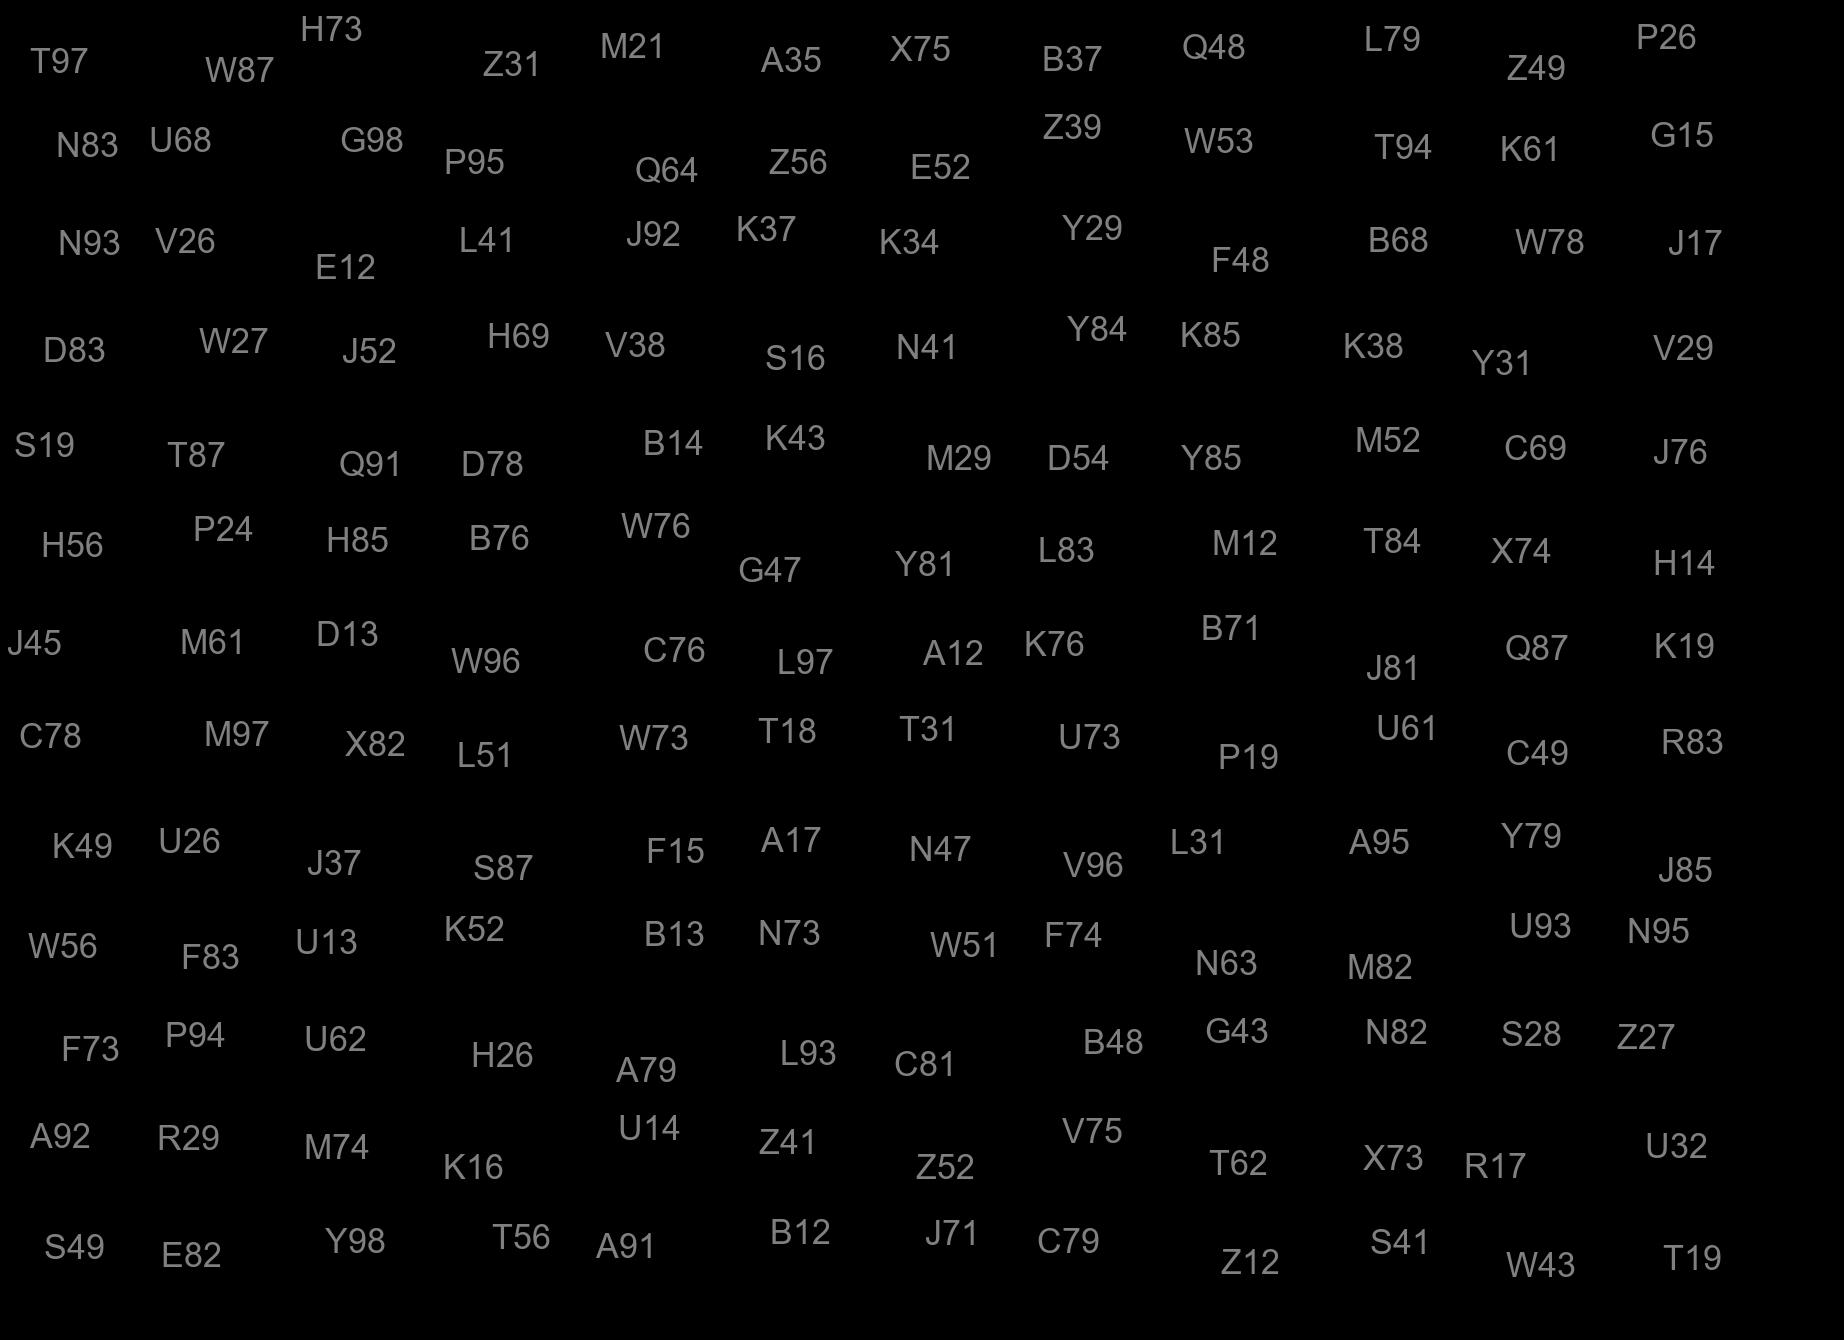 T97 W87 H73 Z31 M21 A35 X75 B37 Q48 L79 Z49 P26
N83 U68 G98 P95 Q64 Z56 E52 Z39 W53 T94 K61 G15
N93 V26 E12 L41 J92 K37 K34 Y29 F48 B68 W78 J17
D83 W27 J52 H69 V38 S16 N41 Y84 K85 K38 Y31 V29
S19 T87 Q91 D78 B14 K43 M29 D54 Y85 M52 C69 J76
H56 P24 H85 B76 W76 G47 Y81 L83 M12 T84 X74 H14
J45 M61 D13 W96 C76 L97 A12 K76 B71 J81 Q87 K19
C78 M97 X82 L51 W73 T18 T31 U73 P19 U61 C49 R83
K49 U26 J37 S87 F15 A17 N47 V96 L31 A95 Y79 J85
W56 F83 U13 K52 B13 N73 W51 F74 N63 M82 U93 N95
F73 P94 U62 H26 A79 L93 C81 B48 G43 N82 S28 Z27
A92 R29 M74 K16 U14 Z41 Z52 V75 T62 X73 R17 U32
S49 E82 Y98 T56 A91 B12 J71 C79 Z12 S41 W43 T19